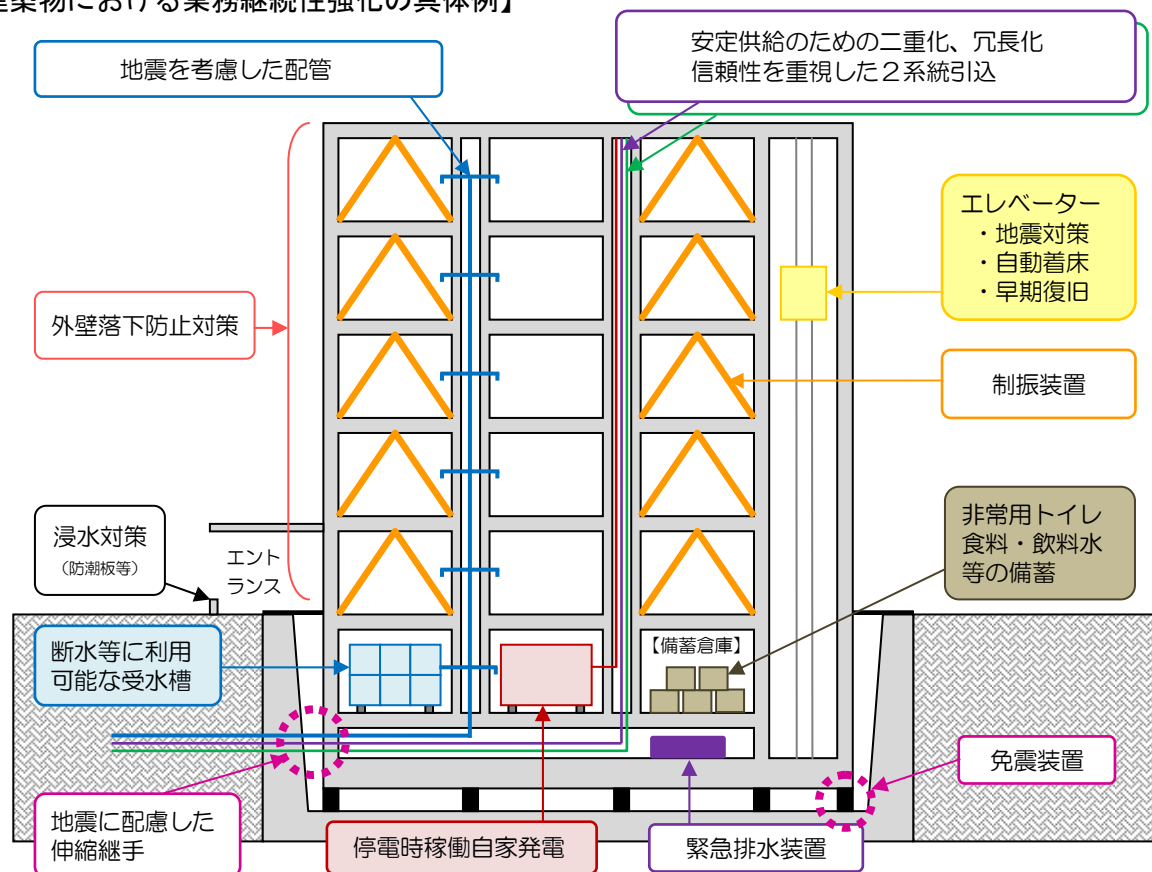 築物における業務継続性強化の具体例】
地震を考慮した配管
安定供給のための二重化、冗長化
信頼性を重視した2系統引込
エレベーター
・地震対策
・自動着床
・早期復旧
外壁落下防止対策
制振装置
浸水対策
（防潮板等）
エント
ランス
非常用トイレ
食料・飲料水
等の備蓄
断水等に利用
可能な受水槽
【備蓄倉庫】
免震装置
地震に配慮した
伸縮継手
停電時稼働自家発電
緊急排水装置